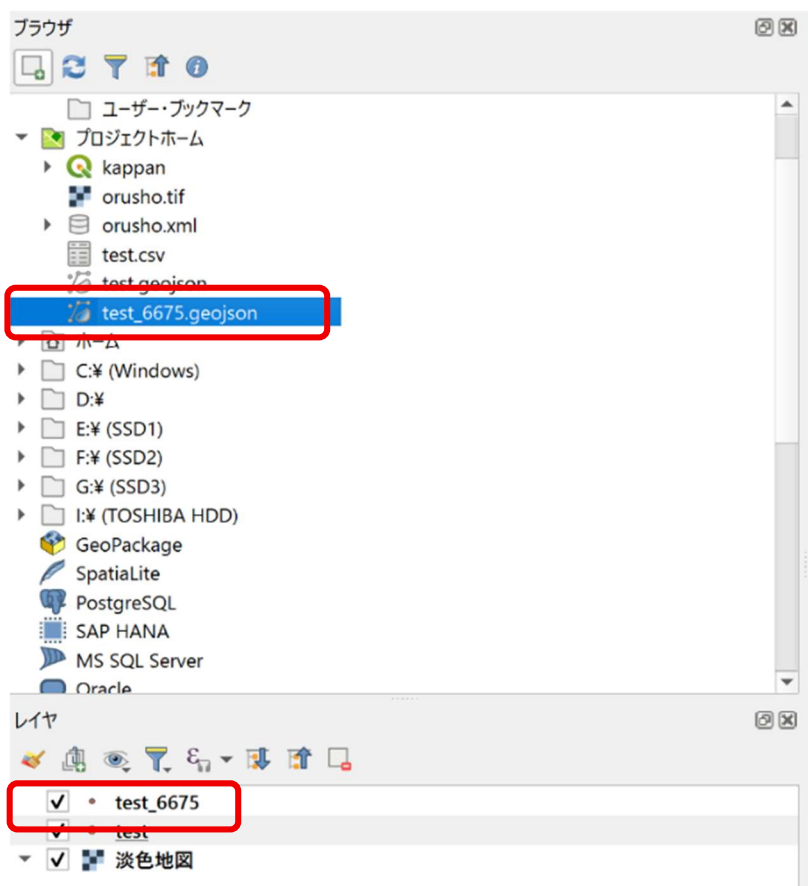 ブラウザ
ユーザー・ブックマーク
プロジェクトホーム
kappan
orusho.tif
orusho.xml
test.csv
test.geojson
test_6675.geojson
ホーム
C:¥ (Windows)
D:¥
E:¥ (SSD1)
F:¥ (SSD2)
G:¥ (SSD3)
I:¥ (TOSHIBA HDD)
GeoPackage
SpatiaLite
PostgreSQL
SAP HANA
MS SQL Server
Oracle
レイヤ
test_6675
test
淡色地図